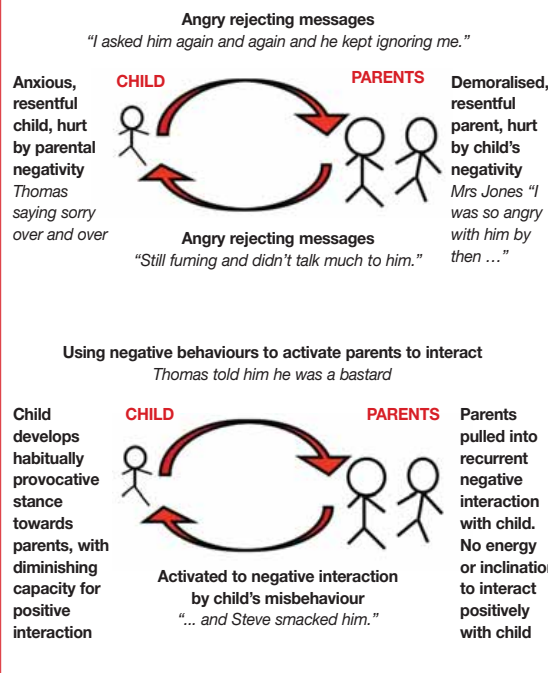 Angry rejecting messages
"I asked him again and again and he kept ignoring me."
Anxious,
resentful
child, hurt
by parental
negativity
Thomas
saying sorry
over and over
CHILD
PARENTS
Demoralised,
resentful
parent, hurt
by child's
negativity
Mrs Jones "I
was so angry
with him by
then …"
Angry rejecting messages
"Still fuming and didn't talk much to him."
Using negative behaviours to activate parents to interact
Thomas told him he was a bastard
Child
develops
habitually
provocative
stance
towards
parents, with
diminishing
capacity for
positive
interaction
CHILD
PARENTS
Parents
pulled into
recurrent
negative
interaction
with child.
No energy
or inclination
to interact
positively
with child
Activated to negative interaction
by child's misbehaviour
"... and Steve smacked him."